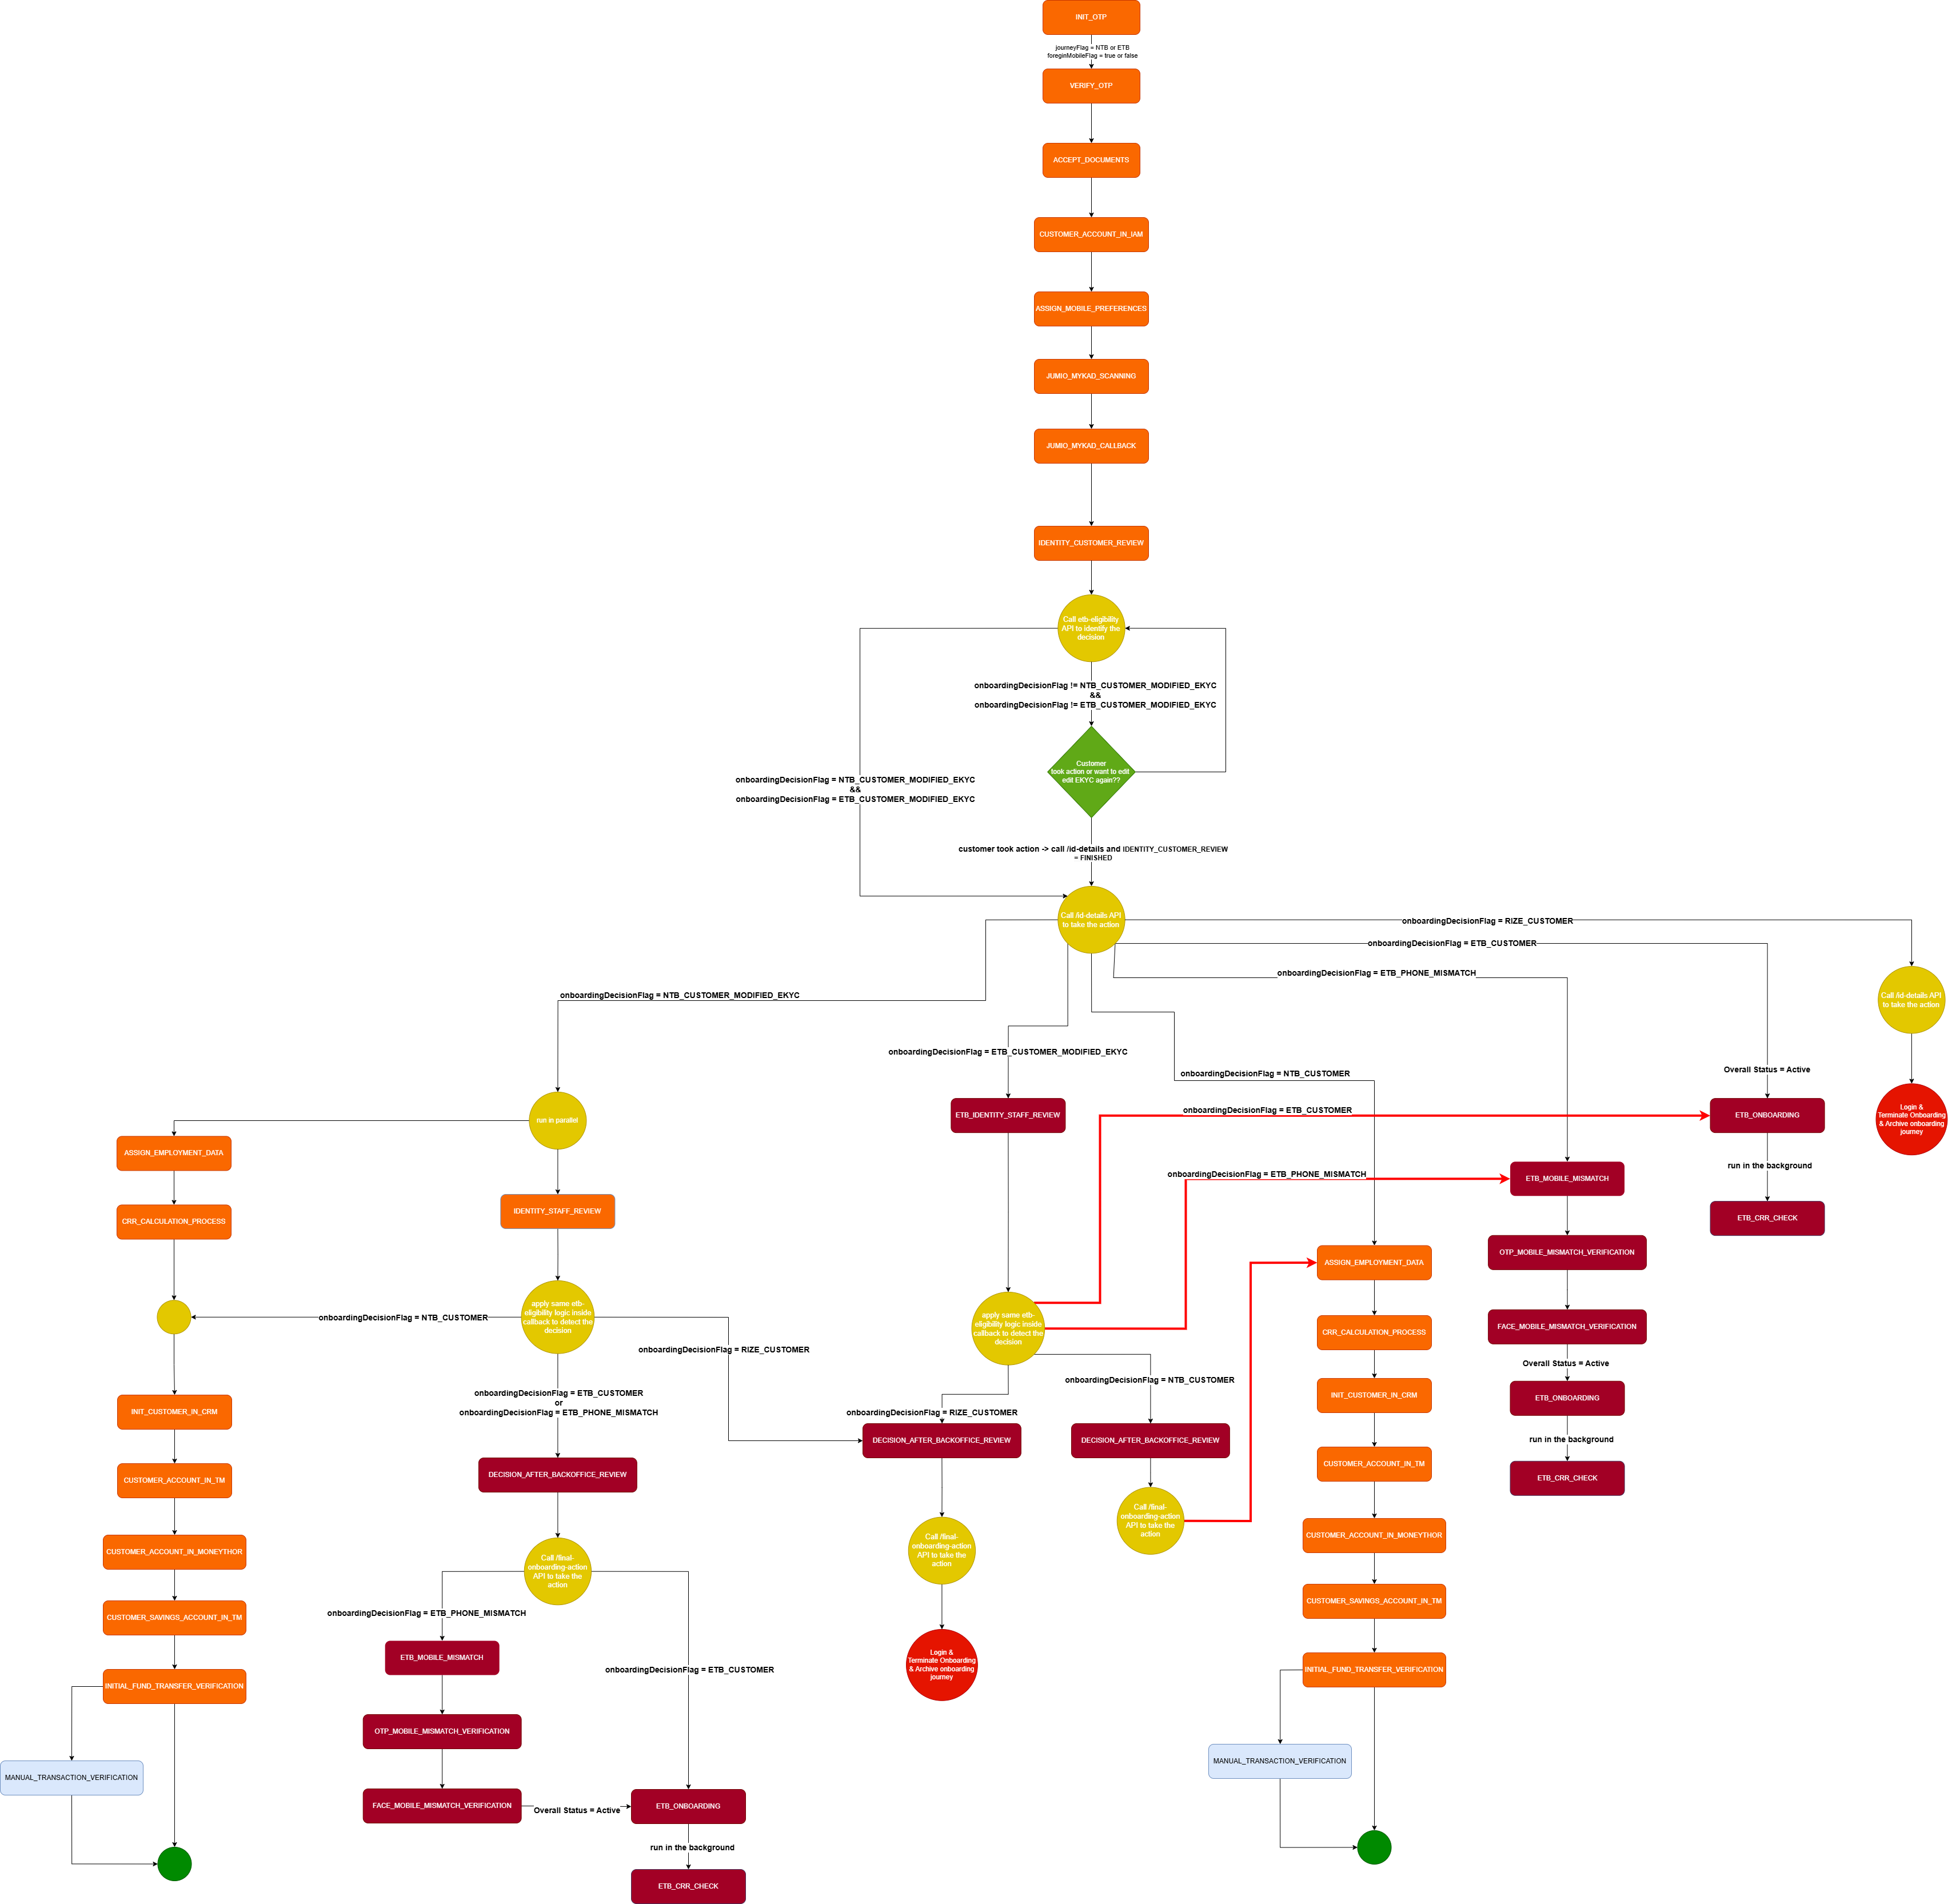 INIT_OTP
journeyFlag = NTB or ETB
foreginMobileFlag = true or false
VERIFY_OTP
ACCEPT_DOCUMENTS
CUSTOMER_ACCOUNT_IN_IAM
ASSIGN_MOBILE_PREFERENCES
JUMIO_MYKAD_SCANNING
JUMIO_MYKAD_CALLBACK
IDENTITY_CUSTOMER_REVIEW
Call etb-eligibility
API to identify the
decision
onboardingDecisionFlag != NTB_CUSTOMER_MODIFIED_EKYC
&&
onboardingDecisionFlag != ETB_CUSTOMER_MODIFIED_EKYC
Customer
took action or want to edit
edit EKYC again??
onboardingDecisionFlag = NTB_CUSTOMER_MODIFIED_EKYC
&&
onboardingDecisionFlag = ETB_CUSTOMER_MODIFIED_EKYC
customer took action -> call /id-details and IDENTITY_CUSTOMER_REVIEW
= FINISHED
Call /id-details API
to take the action
onboardingDecisionFlag = RIZE_CUSTOMER
onboardingDecisionFlag = ETB_CUSTOMER
onboardingDecisionFlag = ETB_PHONE_MISMATCH
onboardingDecisionFlag = NTB_CUSTOMER_MODIFIED_EKYC
Call /id-details API
to take the action
onboardingDecisionFlag = ETB_CUSTOMER_MODIFIED_EKYC
Overall Status = Active
onboardingDecisionFlag = NTB_CUSTOMER
run in parallel
ETB_IDENTITY_STAFF_REVIEW
onboardingDecisionFlag = ETB_CUSTOMER
ETB_ONBOARDING
Login &
Terminate Onboarding
& Archive onboarding
journey
ASSIGN_EMPLOYMENT_DATA
run in the background
onboardingDecisionFlag = ETB_PHONE_MISMATCH
ETB_MOBILE_MISMATCH
CRR_CALCULATION_PROCESS
IDENTITY_STAFF_REVIEW
ETB_CRR_CHECK
OTP_MOBILE_MISMATCH_VERIFICATION
ASSIGN_EMPLOYMENT_DATA
onboardingDecisionFlag = NTB_CUSTOMER
apply same etb-
eligibility logic inside
callback to detect the
decision
apply same etb-
eligibility logic inside
callback to detect the
decision
FACE_MOBILE_MISMATCH_VERIFICATION
CRR_CALCULATION_PROCESS
onboardingDecisionFlag = RIZE_CUSTOMER
Overall Status = Active
onboardingDecisionFlag = NTB_CUSTOMER
onboardingDecisionFlag = ETB_CUSTOMER
or
onboardingDecisionFlag = ETB_PHONE_MISMATCH
INIT_CUSTOMER_IN_CRM
ETB_ONBOARDING
INIT_CUSTOMER_IN_CRM
onboardingDecisionFlag = RIZE_CUSTOMER
DECISION_AFTER_BACKOFFICE_REVIEW
DECISION_AFTER_BACKOFFICE_REVIEW
run in the background
CUSTOMER_ACCOUNT_IN_TM
DECISION_AFTER_BACKOFFICE_REVIEW
CUSTOMER_ACCOUNT_IN_TM
ETB_CRR_CHECK
Call /final-
onboarding-action
API to take the
action
CUSTOMER_ACCOUNT_IN_MONEYTHOR
Call /final-
onboarding-action
API to take the
action
CUSTOMER_ACCOUNT_IN_MONEYTHOR
Call /final-
onboarding-action
API to take the
action
onboardingDecisionFlag = ETB_PHONE_MISMATCH
CUSTOMER_SAVINGS_ACCOUNT_IN_TM
CUSTOMER_SAVINGS_ACCOUNT_IN_TM
ETB_MOBILE_MISMATCH
onboardingDecisionFlag = ETB_CUSTOMER
Login &
Terminate Onboarding
& Archive onboarding
journey
INITIAL_FUND_TRANSFER_VERIFICATION
INITIAL_FUND_TRANSFER_VERIFICATION
OTP_MOBILE_MISMATCH_VERIFICATION
MANUAL_TRANSACTION_VERIFICATION
MANUAL_TRANSACTION_VERIFICATION
FACE_MOBILE_MISMATCH_VERIFICATION
Overall Status = Active
ETB_ONBOARDING
run in the background
ETB_CRR_CHECK